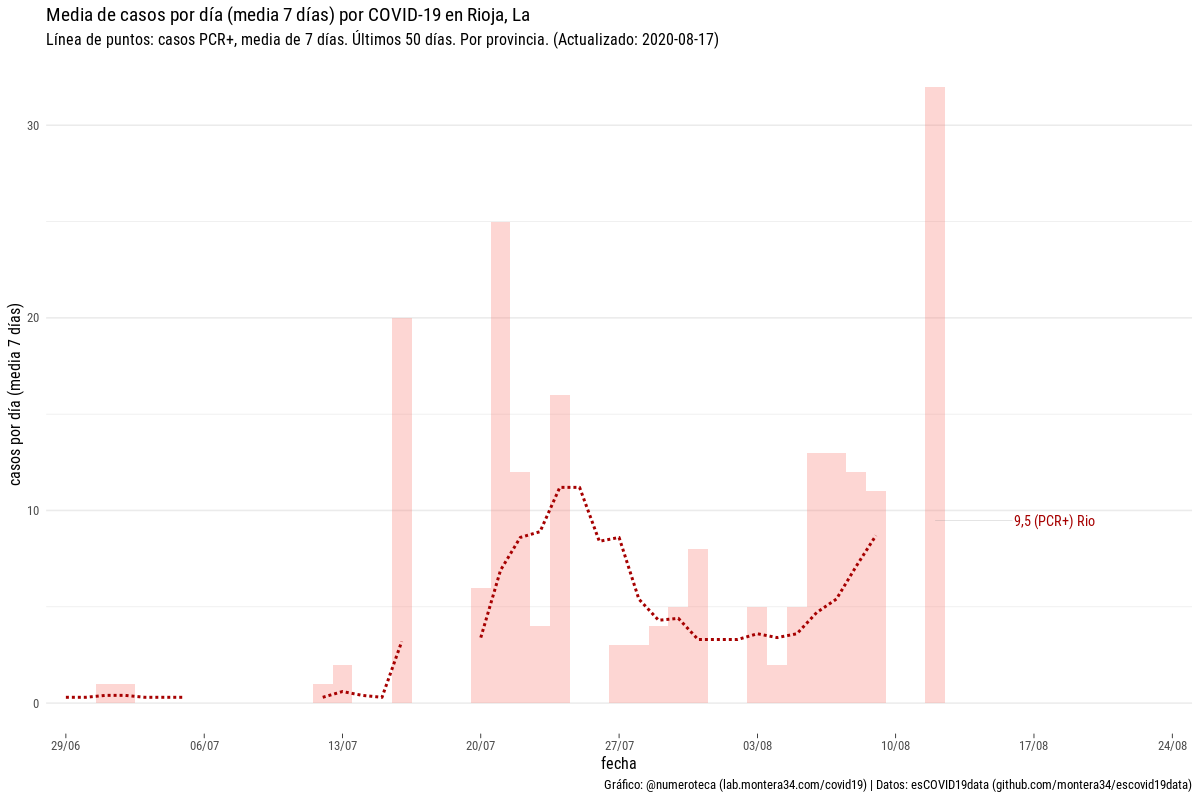 Media de casos por día (media 7 días) por COVID-19 en Rioja, La
Línea de puntos: casos PCR+, media de 7 días. Últimos 50 días. Por provincia. (Actualizado: 2020-08-17)
casos por día (media 7 días)
30
20
10
0
9,5 (PCR+) Rio
29/06 06/07 13/07 20/07 27/07 03/08 10/08 17/08 24/08
fecha
Gráfico: @numeroteca (lab.montera34.com/covid19) | Datos: esCOVID19data (github.com/montera34/escovid19data)